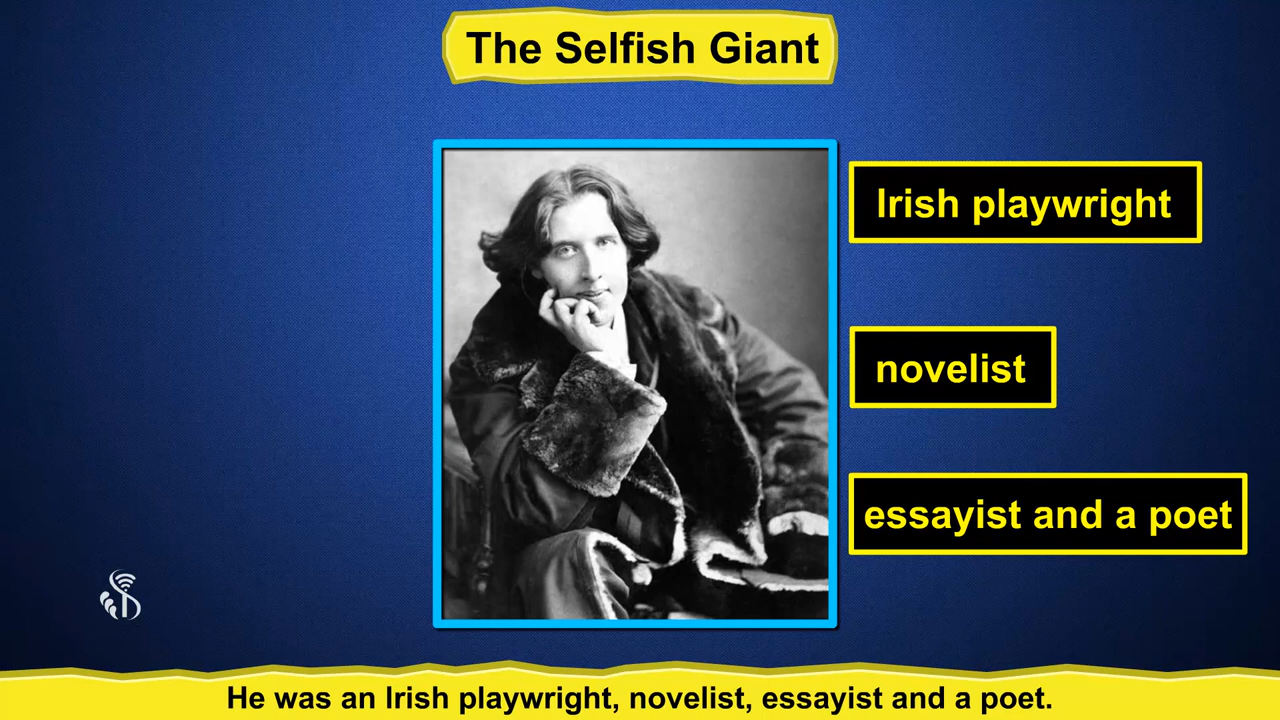 The Selfish Giant
Irish playwright
novelist
essayist and a poet
He was an Irish playwright, novelist, essayist and a poet.